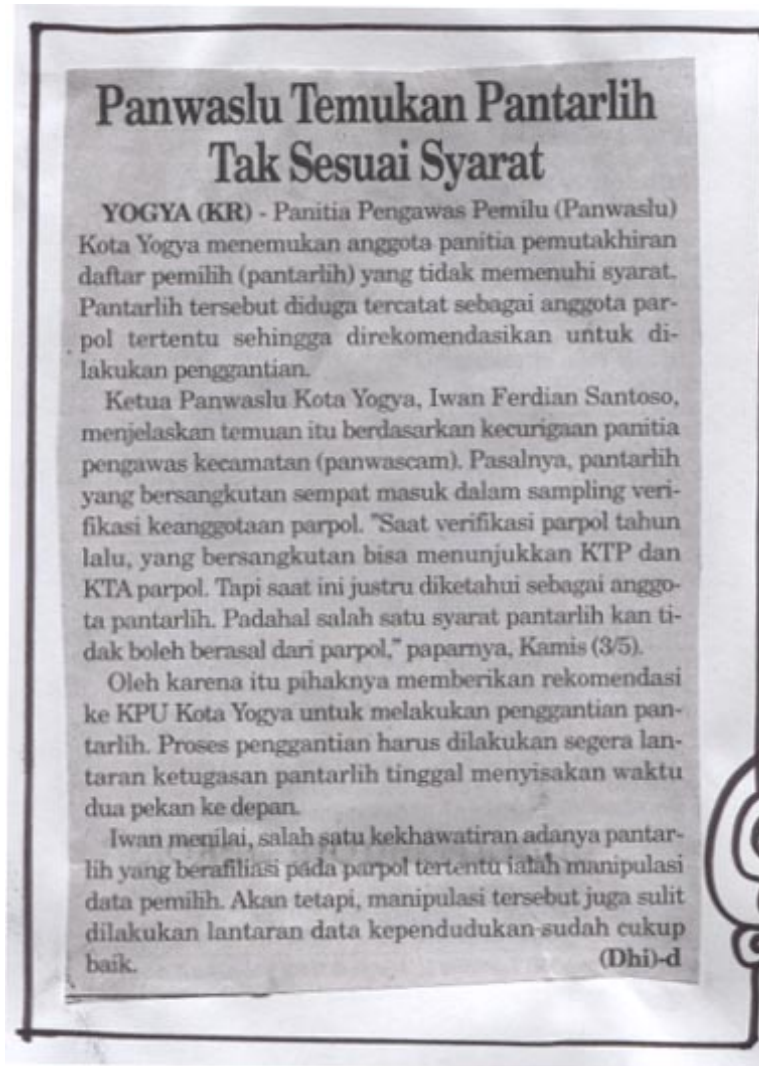 Panwaslu Temukan Pantarlih
Tak Sesuai Syarat
YOGYA (KR) - Panitia Pengawas Pemilu (Panwaslu)
Kota Yogya menemukan anggota panitia pemutakhiran
daftar pemilih (pantarlih) yang tidak memenuhi syarat.
Pantarlih tersebut diduga tercatat sebagai anggota par-
pol tertentu sehingga direkomendasikan untuk di-
lakukan penggantian.
Ketua Panwaslu Kota Yogya, Iwan Ferdian Santoso,
menjelaskan temuan itu berdasarkan kecurigaan panitia
pengawas kecamatan (panwascam). Pasalnya, pantarlih
yang bersangkutan sempat masuk dalam sampling veri-
fikasi keanggotaan parpol. "Saat verifikasi parpol tahun
lalu, yang bersangkutan bisa menunjukkan KTP dan
KTA parpol. Tapi saat ini justru diketahui sebagai anggo-
ta pantarlih. Padahal salah satu syarat pantarlih kan ti-
dak boleh berasal dari parpol," paparnya, Kamis (3/5).
Oleh karena itu pihaknya memberikan rekomendasi
ke KPU Kota Yogya untuk melakukan penggantian pan-
tarlih. Proses penggantian harus dilakukan segera lan-
taran ketugasan pantarlih tinggal menyisakan waktu
dua pekan ke depan.
Iwan menilai, salah satu kekhawatiran adanya pantar-
lih yang berafiliasi pada parpol tertentu ialah manipulasi
data pemilih. Akan tetapi, manipulasi tersebut juga sulit
dilakukan lantaran data kependudukan sudah cukup
baik. (Dhi)-d